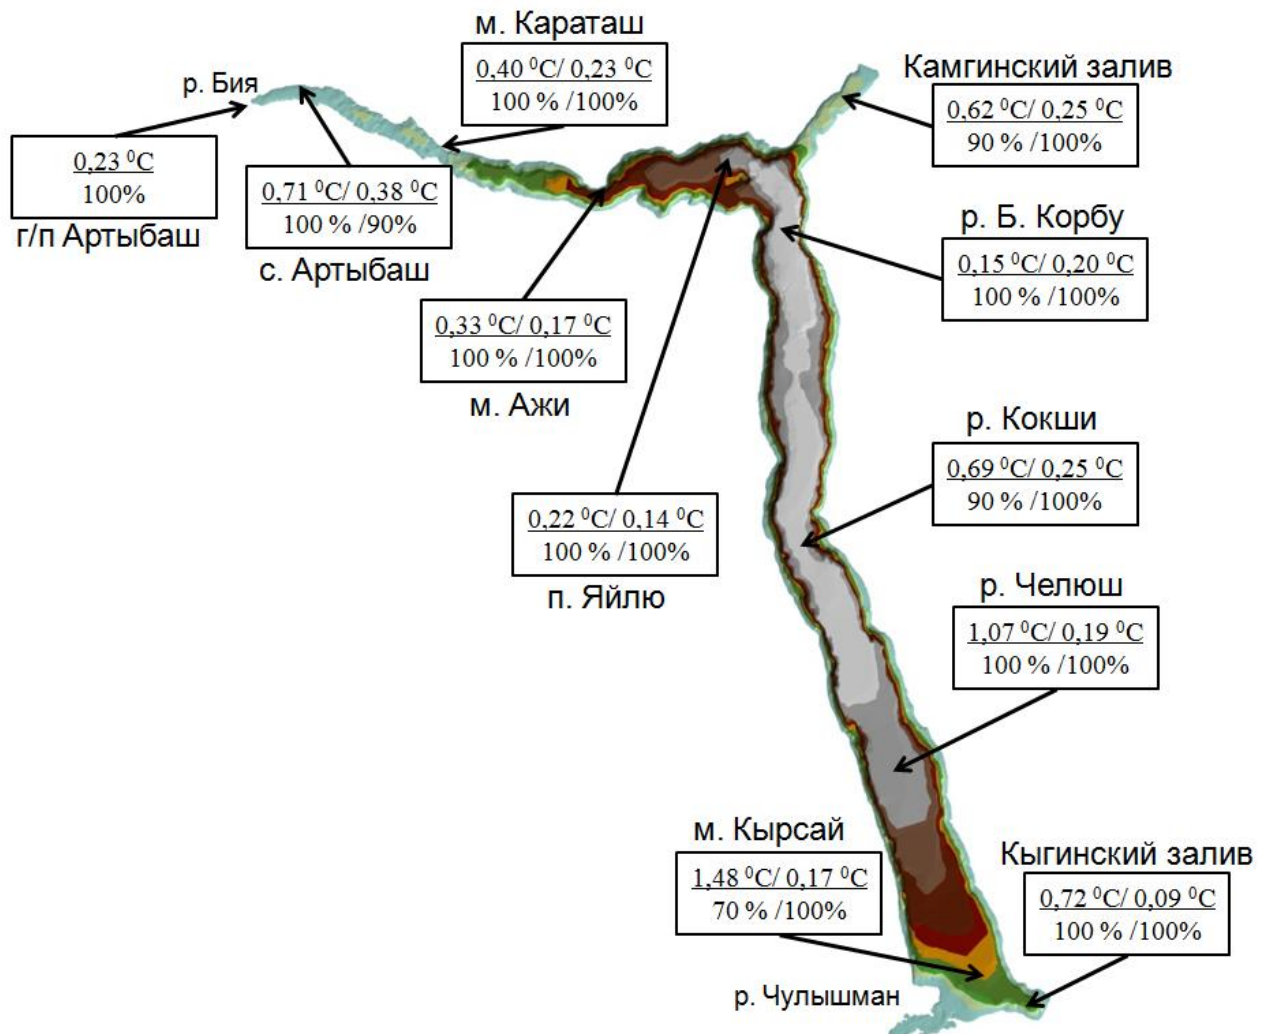 м. Караташ
0,40 ⁰C/ 0,23 ⁰C
100 % /100%
Камгинский залив
0,62 ⁰C/ 0,25 ⁰C
90 % /100%
р. Бия
0,23 ⁰C
100%
г/п Артыбаш
0,71 ⁰C/ 0,38 ⁰C
100 % /90%
с. Артыбаш
р. Б. Корбу
0,15 ⁰C/ 0,20 ⁰C
100 % /100%
0,33 ⁰C/ 0,17 ⁰C
100 % /100%
м. Ажи
р. Кокши
0,69 ⁰C/ 0,25 ⁰C
90 % /100%
0,22 ⁰C/ 0,14 ⁰C
100 % /100%
п. Яйлю
р. Челюш
1,07 ⁰C/ 0,19 ⁰C
100 % /100%
м. Кырсай
1,48 ⁰C/ 0,17 ⁰C
70 % /100%
Кыгинский залив
0,72 ⁰C/ 0,09 ⁰C
100 % /100%
р. Чулышман